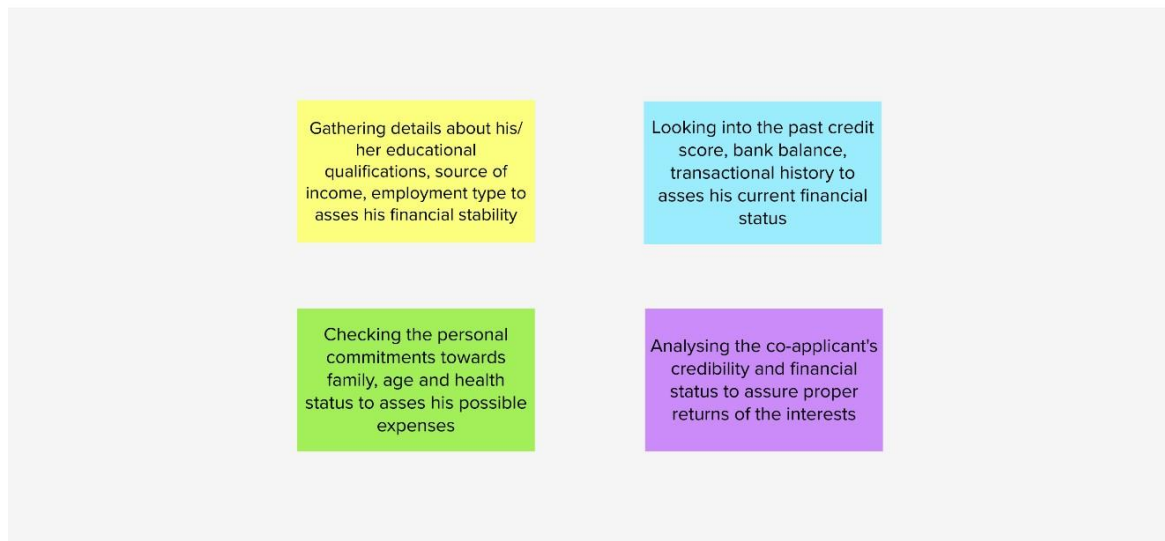 Gathering details about his/
her educational
qualifications, source of
income, employment type to
asses his financial stability
Looking into the past credit
score, bank balance,
transactional history to
asses his current financial
status
Checking the personal
commitments towards
family, age and health
status to asses his possible
expenses
Analysing the co-applicant's
credibility and financial
status to assure proper
returns of the interests